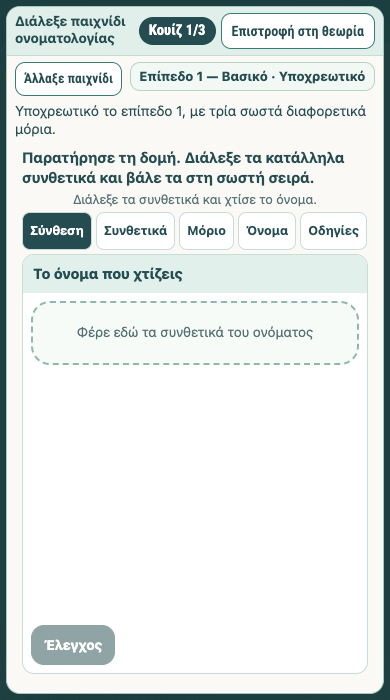 Διάλεξε παιχνίδι
ονοματολογίας
Κουίζ 1/3
Επιστροφή στη θεωρία
Άλλαξε παιχνίδι
Επίπεδο 1 — Βασικό · Υποχρεωτικό
Υποχρεωτικό το επίπεδο 1, με τρία σωστά διαφορετικά
μόρια.
Παρατήρησε τη δομή. Διάλεξε τα κατάλληλα
συνθετικά και βάλε τα στη σωστή σειρά.
Διάλεξε τα συνθετικά και χτίσε το όνομα.
Σύνθεση
Συνθετικά
Μόριο
Όνομα
Οδηγίες
Το όνομα που χτίζεις
Φέρε εδώ τα συνθετικά του ονόματος
Έλεγχος